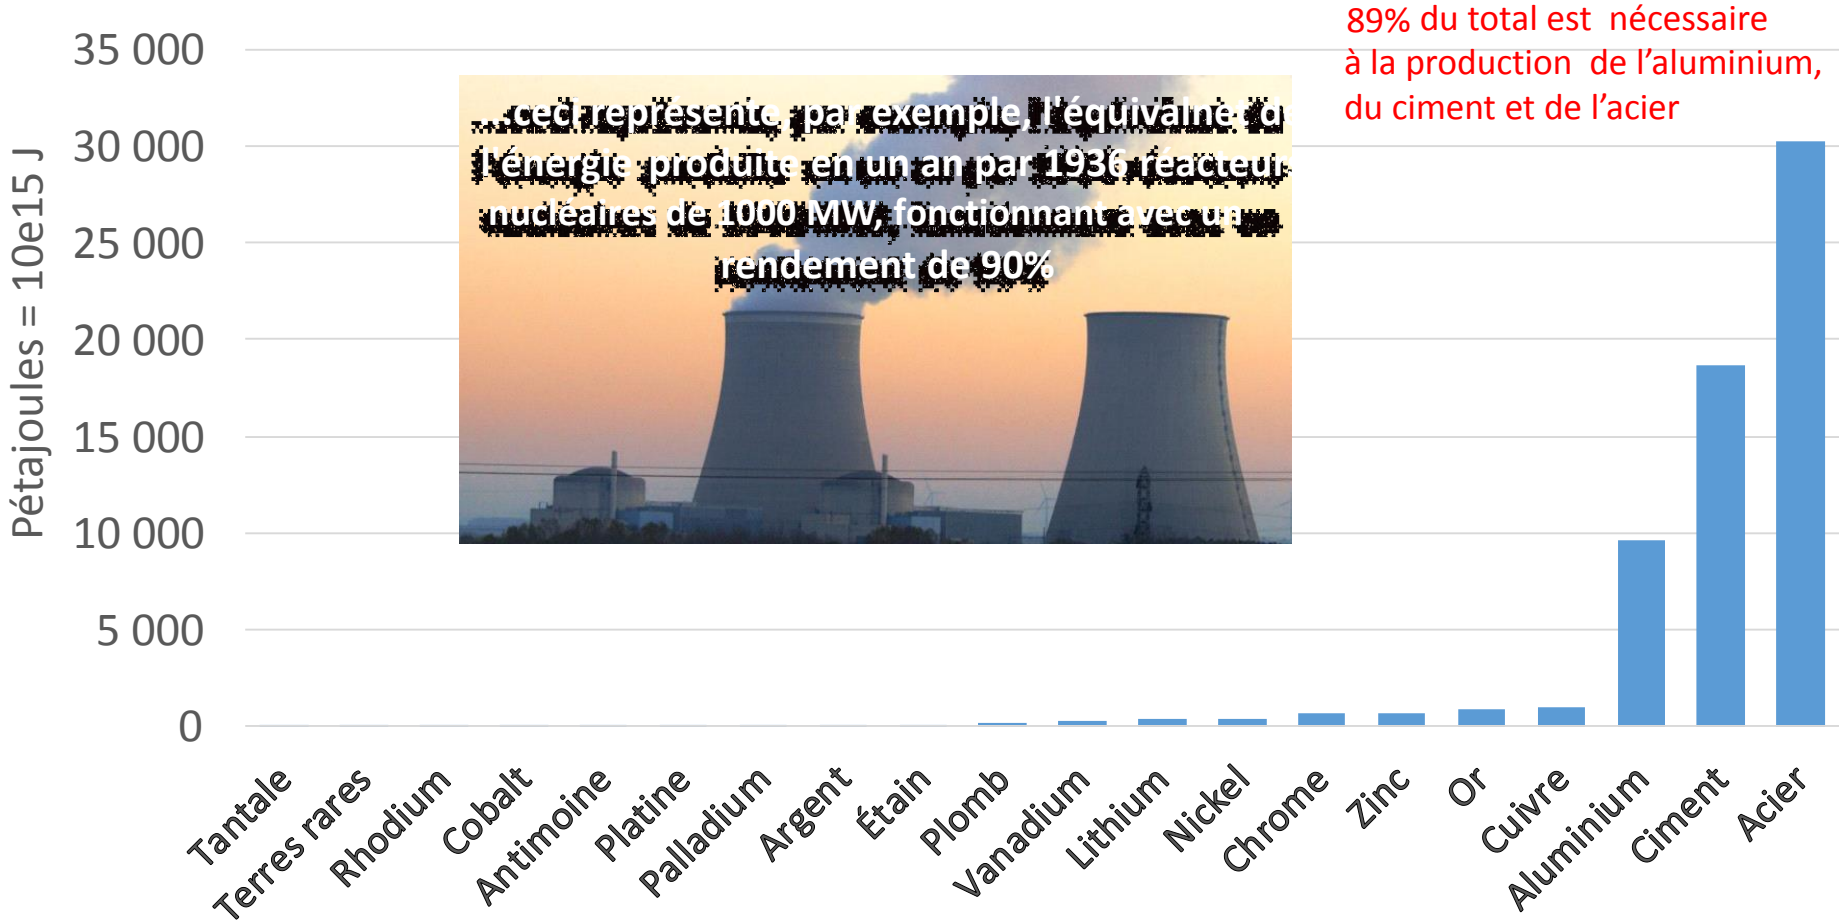 89% du total est nécessaire
à la production de l'aluminium,
du ciment et de l'acier
35 000
30 000
25 000
20 000
15 000
10 000
5 000
0
Pétajoules = 10e15 J
...ceci représente, par exemple, l'équivalnet de
l'énergie produite en un an par 1936 réacteur
nucléaires de 1000 MW, fonctionnant avec un
rendement de 90%
Tantale
Terres rares
Rhodium
Cobalt
Antimoine
Platine
Palladium
Argent
Étain
Plomb
Vanadium
Lithium
Nickel
Chrome
Zinc
Or
Cuivre
Aluminium
Ciment
Acier